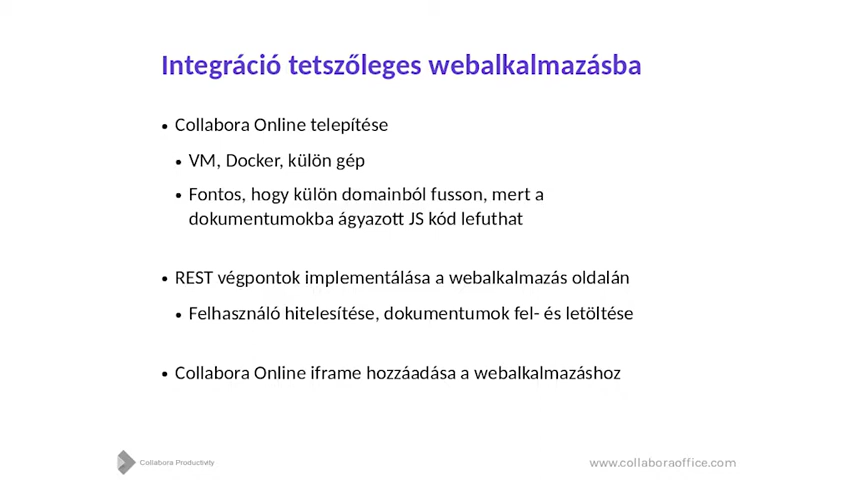 Integráció tetszőleges webalkalmazásba
• Collabora Online telepítése
• VM, Docker, külön gép
• Fontos, hogy külön domainból fusson, mert a
dokumentumokba ágyazott JS kód lefuthat
• REST végpontok implementálása a webalkalmazás oldalán
• Felhasználó hitelesítése, dokumentumok fel- és letöltése
• Collabora Online iframe hozzáadása a webalkalmazáshoz
Collabora Productivity
www.collaboraoffice.com